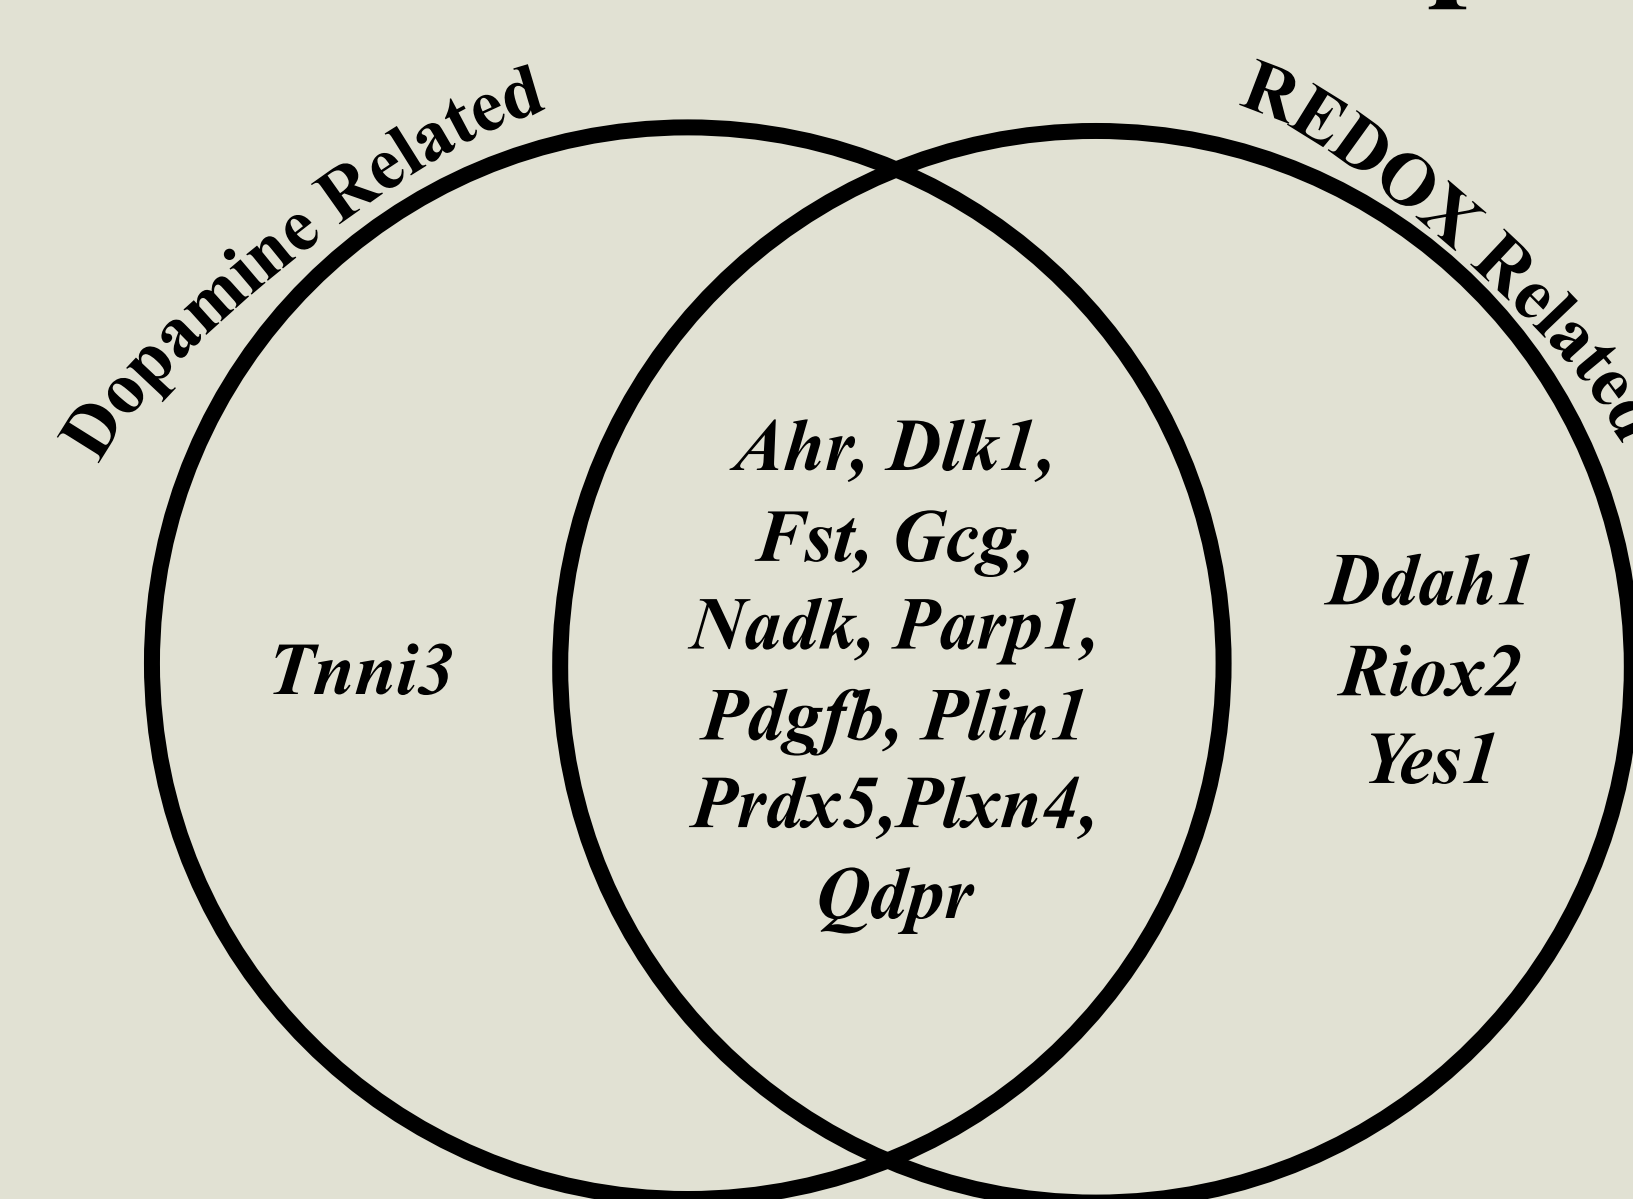 Dopamine Related
REDOX Related
Ahr, Dlk1,
Fst, Gcg,
Nadk, Parp1,
Pdgfb, Plin1
Prdx5,Plxn4,
Qdpr
Tnni3
Ddah1
Riox2
Yes1